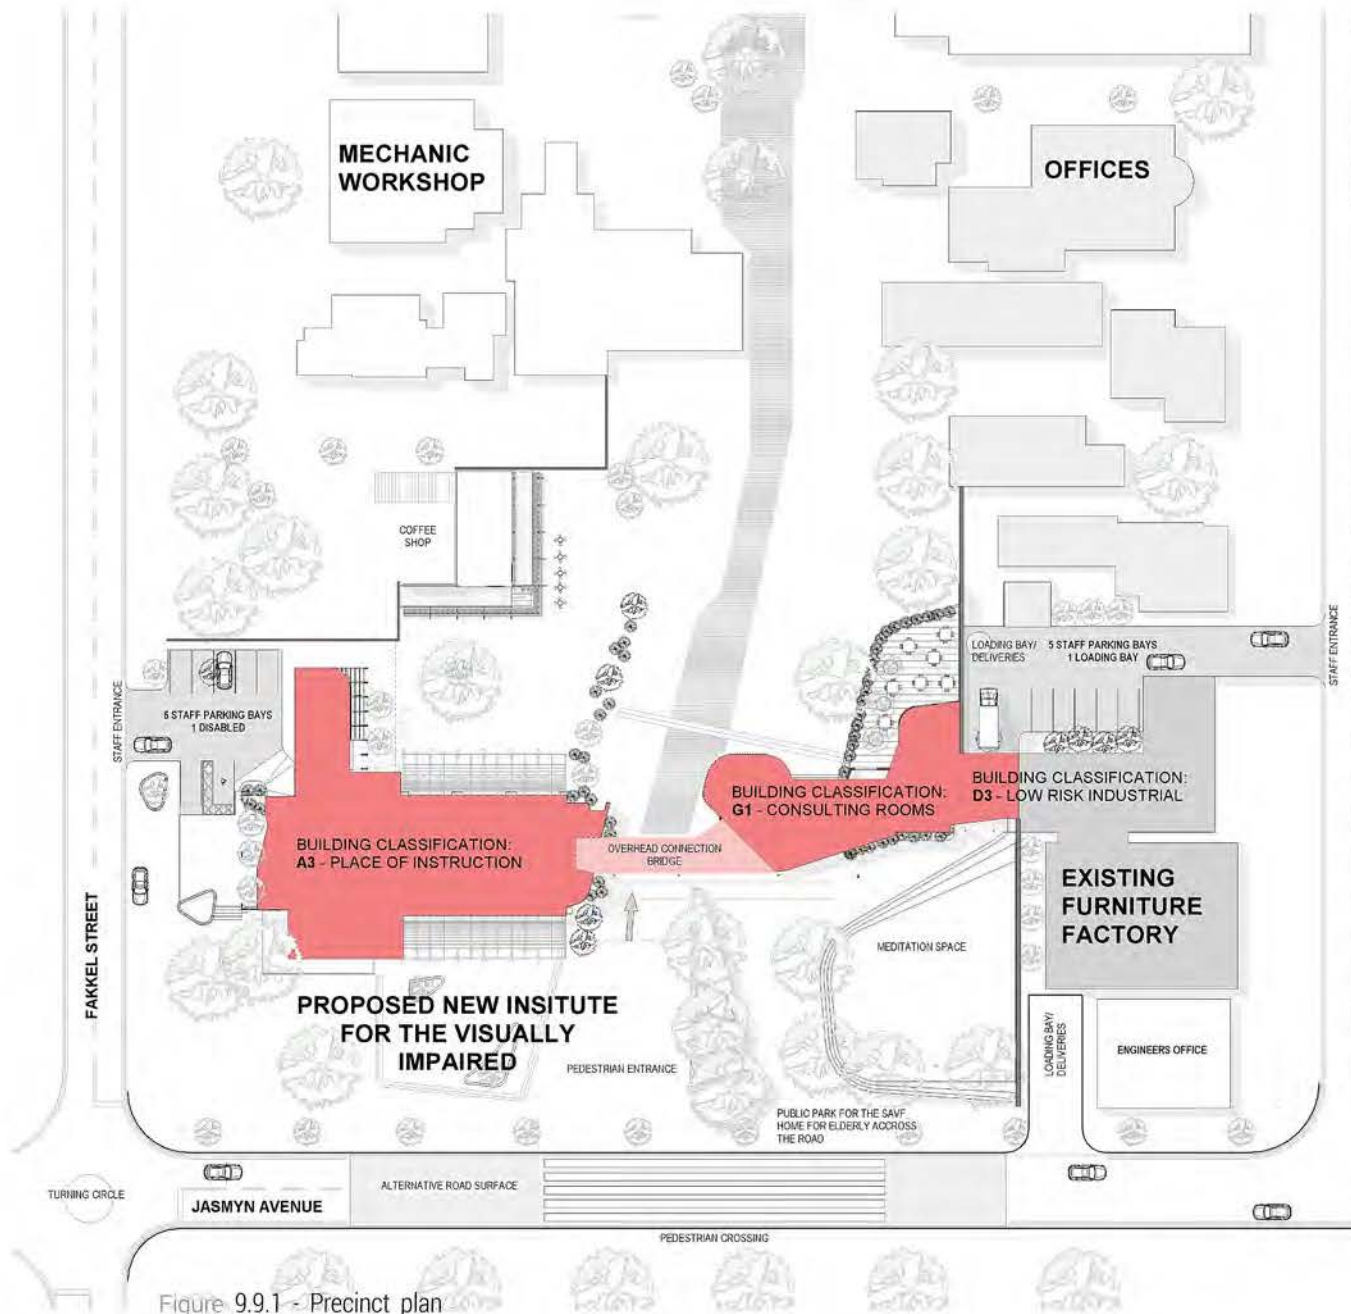 MECHANIC
WORKSHOP
OFFICES
COFFEE
SHOP
STAFF ENTRANCE
5 STAFF PARKING BAYS
1 DISABLED
LOADING BAY/
DELIVERIES
5 STAFF PARKING BAYS
1 LOADING BAY
STAFF ENTRANCE
BUILDING CLASSIFICATION:
A3 - PLACE OF INSTRUCTION
OVERHEAD CONNECTION
BRIDGE
BUILDING CLASSIFICATION:
G1 - CONSULTING ROOMS
BUILDING CLASSIFICATION:
D3 - LOW RISK INDUSTRIAL
EXISTING
FURNITURE
FACTORY
MEDITATION SPACE
FAKKEL STREET
PROPOSED NEW INSITUTE
FOR THE VISUALLY
IMPAIRED
PEDESTRIAN ENTRANCE
LOADING BAY/
DELIVERIES
ENGINEERS OFFICE
PUBLIC PARK FOR THE SAVF
HOME FOR ELDERLY ACCROSS
THE ROAD
TURNING CIRCLE
JASMYN AVENUE
ALTERNATIVE ROAD SURFACE
PEDESTRIAN CROSSING
Figure 9.9.1 - Precinct plan